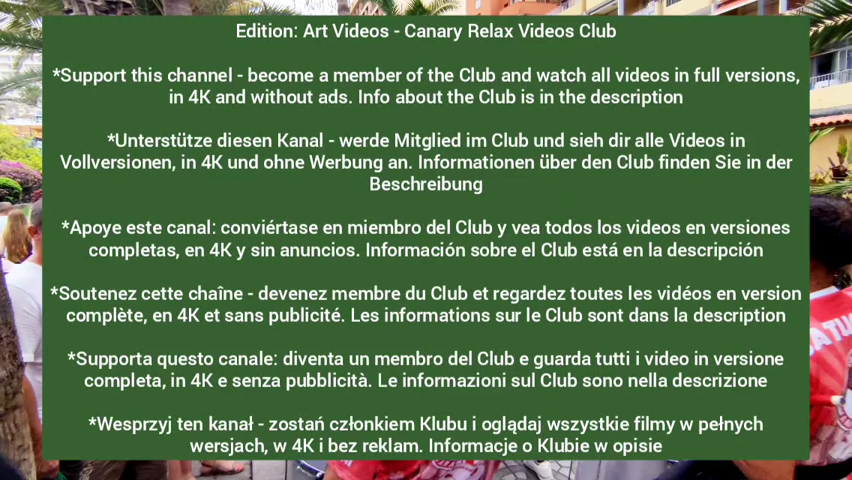 Edition: Art Videos - Canary Relax Videos Club
*Support this channel - become a member of the Club and watch all videos in full versions,
in 4K and without ads. Info about the Club is in the description
*Unterstütze diesen Kanal - werde Mitglied im Club und sieh dir alle Videos in
Vollversionen, in 4K und ohne Werbung an. Informationen über den Club finden Sie in der
Beschreibung
*Apoye este canal: conviértase en miembro del Club y vea todos los videos en versiones
completas, en 4K y sin anuncios. Información sobre el Club está en la descripción
*Soutenez cette chaîne - devenez membre du Club et regardez toutes les vidéos en version
complète, en 4K et sans publicité. Les informations sur le Club sont dans la description
*Supporta questo canale: diventa un membro del Club e guarda tutti i video in versione
completa, in 4K e senza pubblicità. Le informazioni sul Club sono nella descrizione
*Wesprzyj ten kanał - zostań członkiem Klubu i oglądaj wszystkie filmy w pełnych
wersjach, w 4K i bez reklam. Informacje o Klubie w opisie